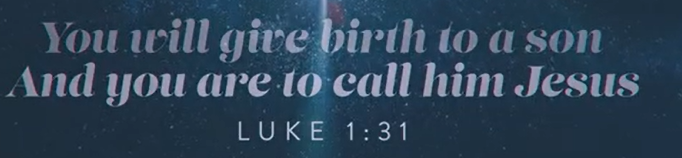 You will give birth to a son
And you are to call him Jesus
LUKE 1:31